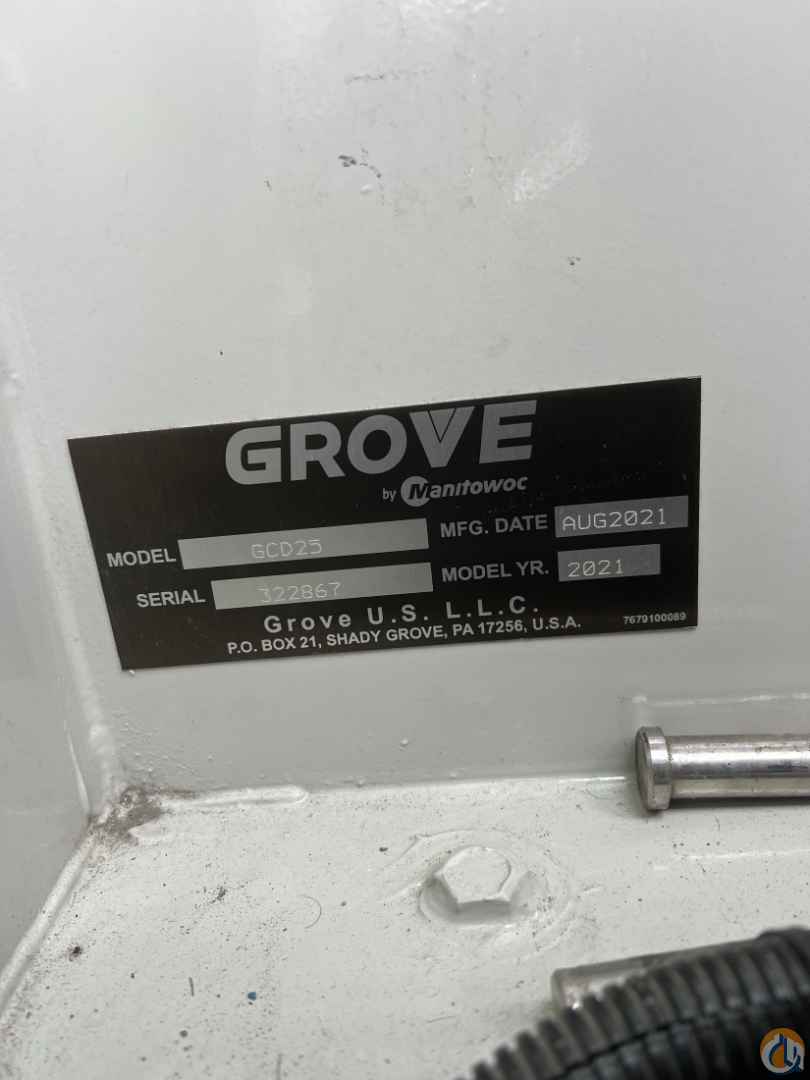 GROVE
by Manitowoc
MODEL GCD25 MFG. DATE AUG2021
SERIAL 322867 MODEL YR. 2021
Grove U.S. L.L.C.
P.O. BOX 21, SHADY GROVE, PA 17256, U.S.A. 7679100089